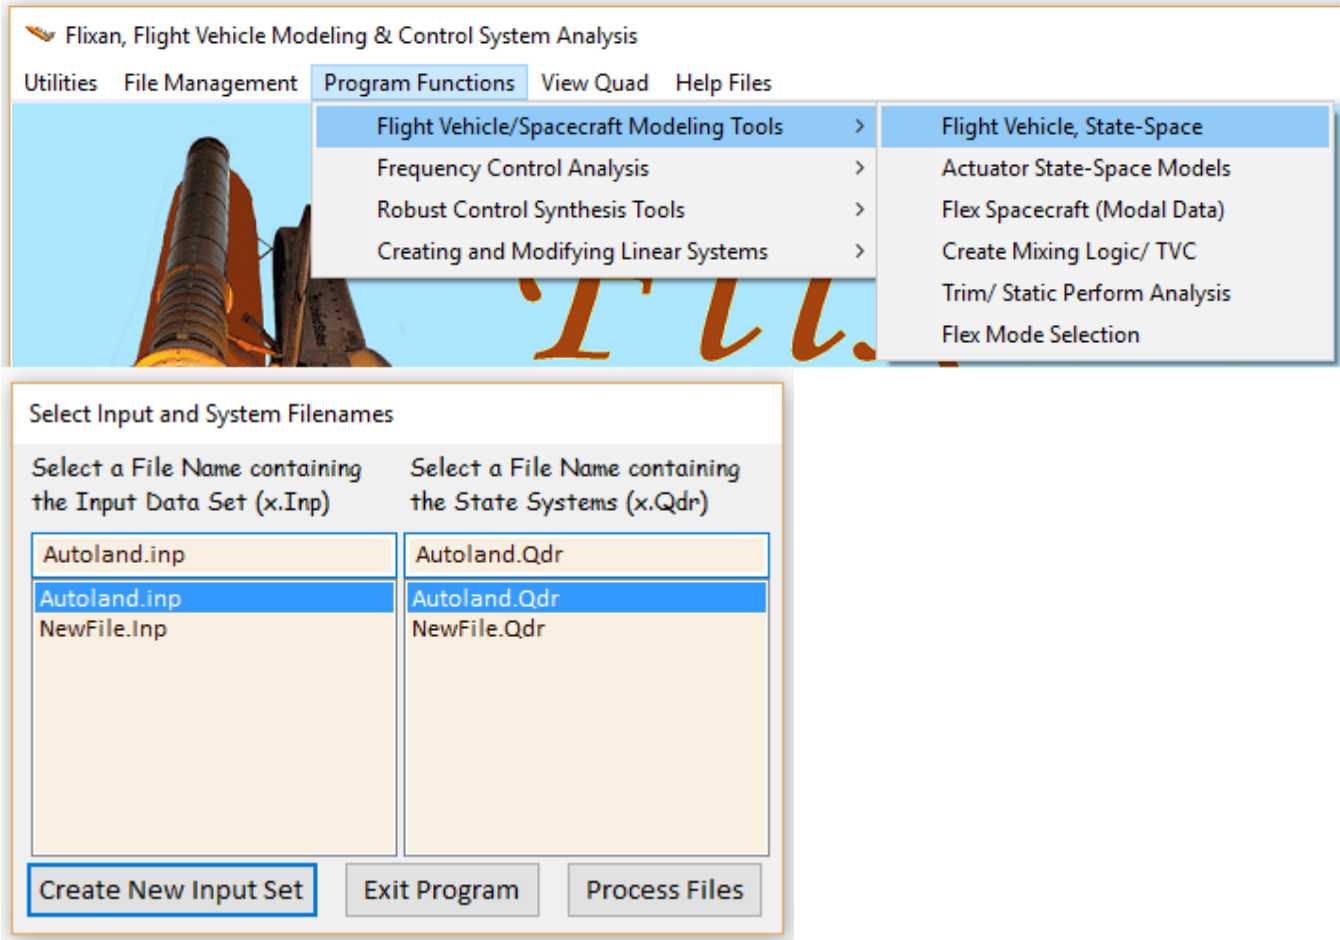 Flixan, Flight Vehicle Modeling & Control System Analysis
Utilities File Management Program Functions View Quad Help Files
Flight Vehicle/Spacecraft Modeling Tools >
Frequency Control Analysis >
Robust Control Synthesis Tools >
Creating and Modifying Linear Systems >
Flight Vehicle, State-Space
Actuator State-Space Models
Flex Spacecraft (Modal Data)
Create Mixing Logic/ TVC
Trim/ Static Perform Analysis
Flex Mode Selection
Select Input and System Filenames
Select a File Name containing
the Input Data Set (x.Inp)
Select a File Name containing
the State Systems (x.Qdr)
Autoland.inp
Autoland.Qdr
Autoland.inp
NewFile.Inp
Autoland.Qdr
NewFile.Qdr
Create New Input Set
Exit Program
Process Files